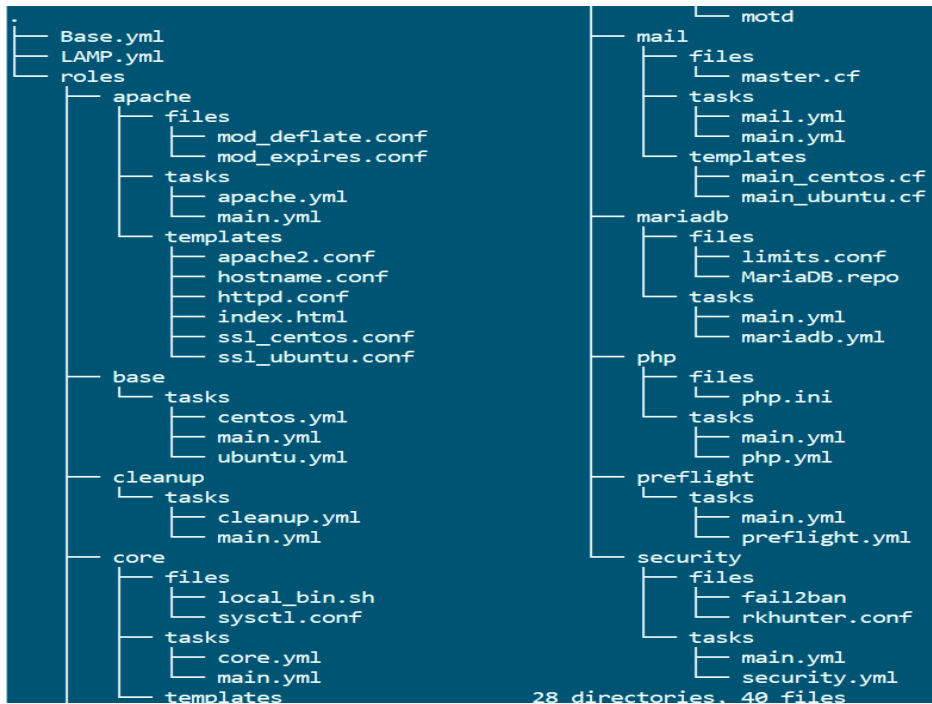 .
├── Base.yml
├── LAMP.yml
└── roles
    ├── apache
    │   ├── files
    │   │   ├── mod_deflate.conf
    │   │   └── mod_expires.conf
    │   ├── tasks
    │   │   ├── apache.yml
    │   │   └── main.yml
    │   └── templates
    │       ├── apache2.conf
    │       ├── hostname.conf
    │       ├── httpd.conf
    │       ├── index.html
    │       ├── ssl_centos.conf
    │       └── ssl_ubuntu.conf
    ├── base
    │   └── tasks
    │       ├── centos.yml
    │       ├── main.yml
    │       └── ubuntu.yml
    ├── cleanup
    │   └── tasks
    │       ├── cleanup.yml
    │       └── main.yml
    ├── core
    │   ├── files
    │   │   ├── local_bin.sh
    │   │   └── sysctl.conf
    │   ├── tasks
    │   │   ├── core.yml
    │   │   └── main.yml
    │   └── templates
    │       └── motd
    ├── mail
    │   ├── files
    │   │   └── master.cf
    │   ├── tasks
    │   │   ├── mail.yml
    │   │   └── main.yml
    │   └── templates
    │       ├── main_centos.cf
    │       └── main_ubuntu.cf
    ├── mariadb
    │   ├── files
    │   │   ├── limits.conf
    │   │   └── MariaDB.repo
    │   └── tasks
    │       ├── main.yml
    │       └── mariadb.yml
    ├── php
    │   ├── files
    │   │   └── php.ini
    │   └── tasks
    │       ├── main.yml
    │       └── php.yml
    ├── preflight
    │   └── tasks
    │       ├── main.yml
    │       └── preflight.yml
    └── security
        ├── files
        │   ├── fail2ban
        │   └── rkhunter.conf
        └── tasks
            ├── main.yml
            └── security.yml
28 directories, 40 files